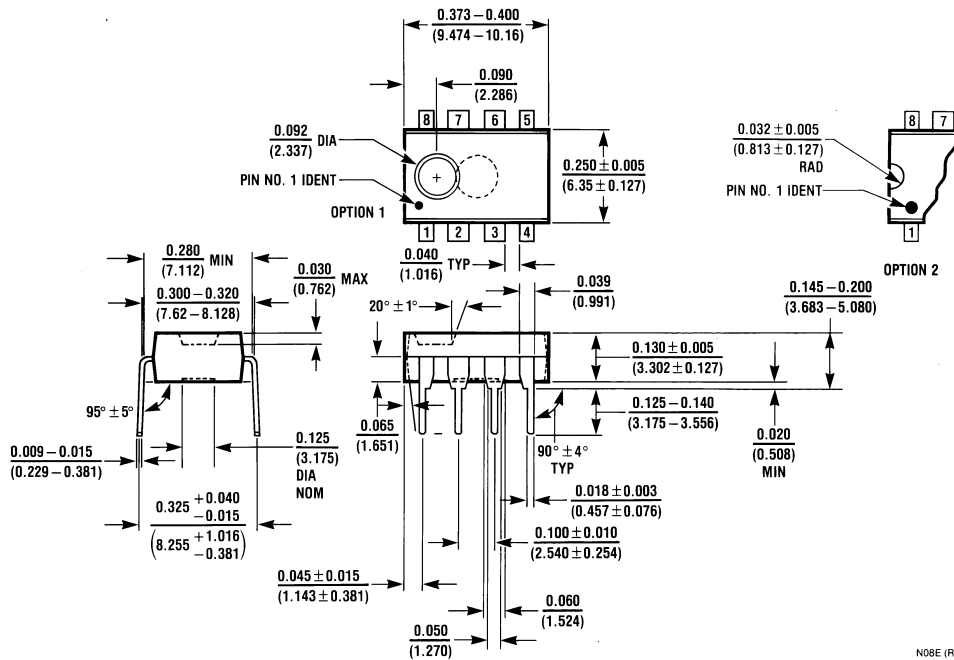 0.373 – 0.400
(9.474 – 10.16)
0.090
(2.286)
8 7 6 5
0.092 DIA
(2.337)
PIN NO. 1 IDENT
OPTION 1
1 2 3 4
0.250 ± 0.005
(6.35 ± 0.127)
0.032 ± 0.005
(0.813 ± 0.127)
RAD
PIN NO. 1 IDENT
8 7
1
OPTION 2
0.280 MIN
(7.112)
0.300 – 0.320
(7.62 – 8.128)
0.030 MAX
(0.762)
0.040 TYP
(1.016)
20° ± 1°
0.039
(0.991)
0.145 – 0.200
(3.683 – 5.080)
0.130 ± 0.005
(3.302 ± 0.127)
95° ± 5°
0.065
(1.651)
0.125 – 0.140
(3.175 – 3.556)
0.020
(0.508)
MIN
90° ± 4°
TYP
0.009 – 0.015
(0.229 – 0.381)
0.125
(3.175)
DIA
NOM
0.018 ± 0.003
(0.457 ± 0.076)
0.325 +0.040
−0.015
(8.255 +1.016
−0.381)
0.100 ± 0.010
(2.540 ± 0.254)
0.045 ± 0.015
(1.143 ± 0.381)
0.060
(1.524)
0.050
(1.270)
N08E (R